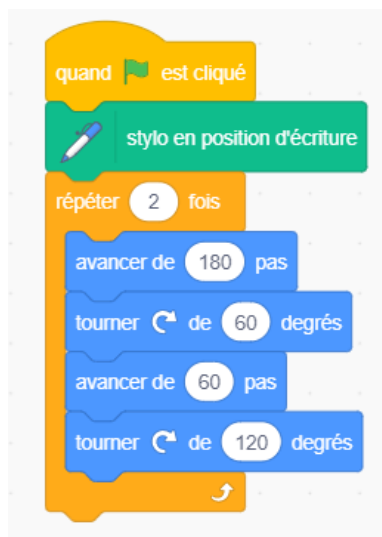 quand est cliqué
stylo en position d'écriture
répéter 2 fois
avancer de 180 pas
tourner de 60 degrés
avancer de 60 pas
tourner de 120 degrés